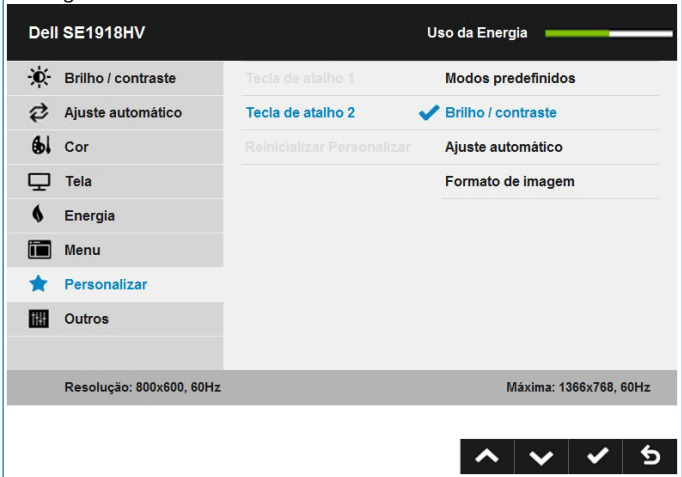 Dell SE1918HV Uso da Energia
Brilho / contraste Tecla de atalho 1 Modos predefinidos
Ajuste automático Tecla de atalho 2 Brilho / contraste
Cor Reinicializar Personalizar Ajuste automático
Tela Formato de imagem
Energia
Menu
Personalizar
Outros
Resolução: 800x600, 60Hz Máxima: 1366x768, 60Hz